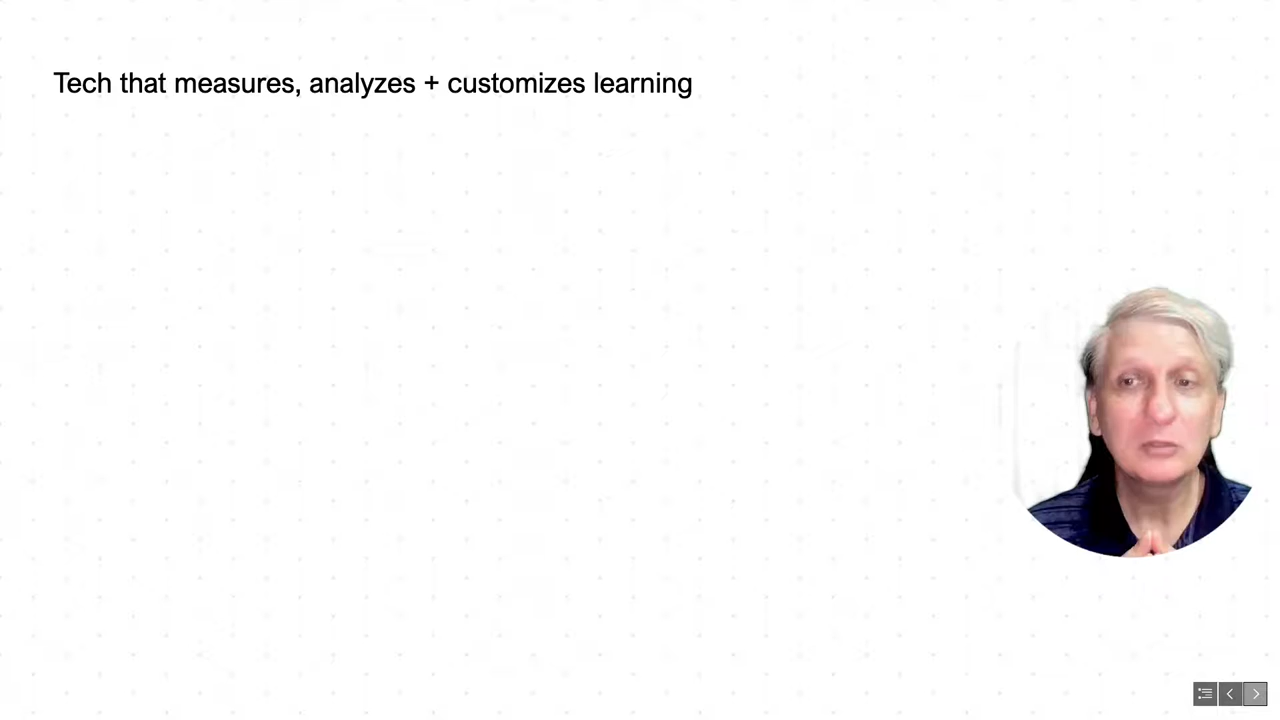 Tech that measures, analyzes + customizes learning